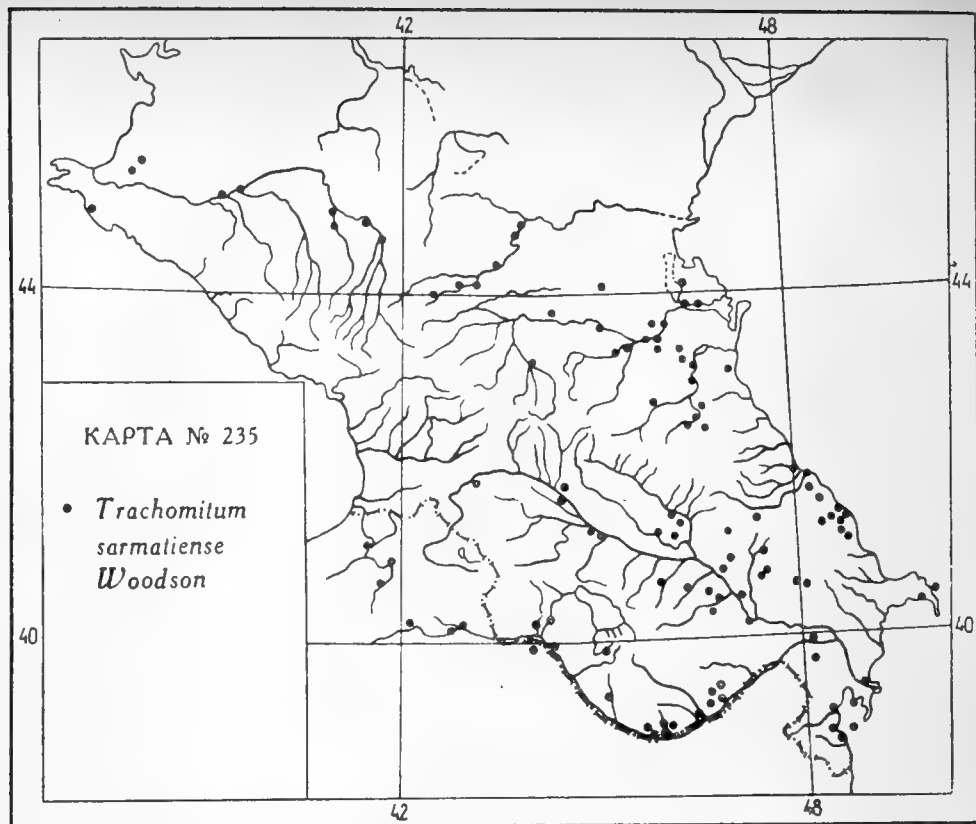 42 48
44 44
КАРТА № 235
Trachomitum
sarmatiense
Woodson
40 40
42 48